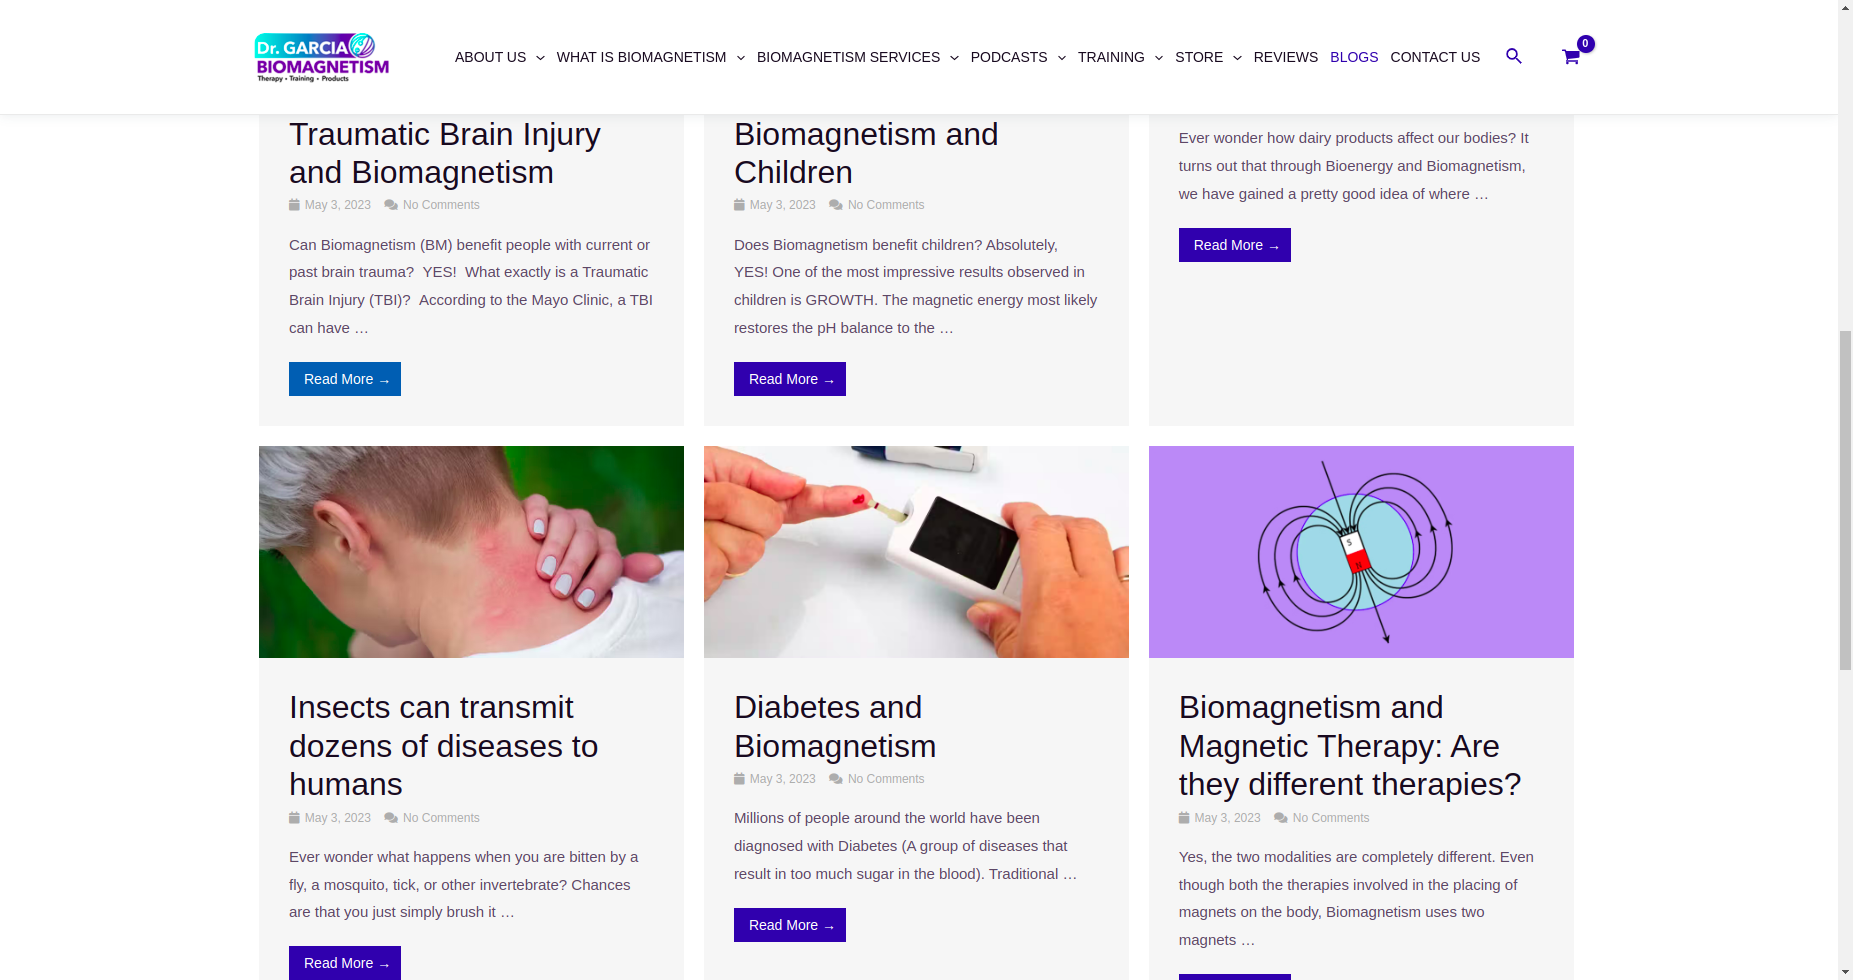 Dr. GARCIA
BIOMAGNETISM
Therapy • Training • Products
ABOUT US
WHAT IS BIOMAGNETISM
BIOMAGNETISM SERVICES
PODCASTS
TRAINING
STORE
REVIEWS
BLOGS
CONTACT US
0
Traumatic Brain Injury
and Biomagnetism
May 3, 2023 No Comments
Can Biomagnetism (BM) benefit people with current or
past brain trauma?  YES!  What exactly is a Traumatic
Brain Injury (TBI)?  According to the Mayo Clinic, a TBI
can have …
Read More →
Biomagnetism and
Children
May 3, 2023 No Comments
Does Biomagnetism benefit children? Absolutely,
YES! One of the most impressive results observed in
children is GROWTH. The magnetic energy most likely
restores the pH balance to the …
Read More →
Ever wonder how dairy products affect our bodies? It
turns out that through Bioenergy and Biomagnetism,
we have gained a pretty good idea of where …
Read More →
Insects can transmit
dozens of diseases to
humans
May 3, 2023 No Comments
Ever wonder what happens when you are bitten by a
fly, a mosquito, tick, or other invertebrate? Chances
are that you just simply brush it …
Read More →
Diabetes and
Biomagnetism
May 3, 2023 No Comments
Millions of people around the world have been
diagnosed with Diabetes (A group of diseases that
result in too much sugar in the blood). Traditional …
Read More →
S
N
Biomagnetism and
Magnetic Therapy: Are
they different therapies?
May 3, 2023 No Comments
Yes, the two modalities are completely different. Even
though both the therapies involved in the placing of
magnets on the body, Biomagnetism uses two
magnets …